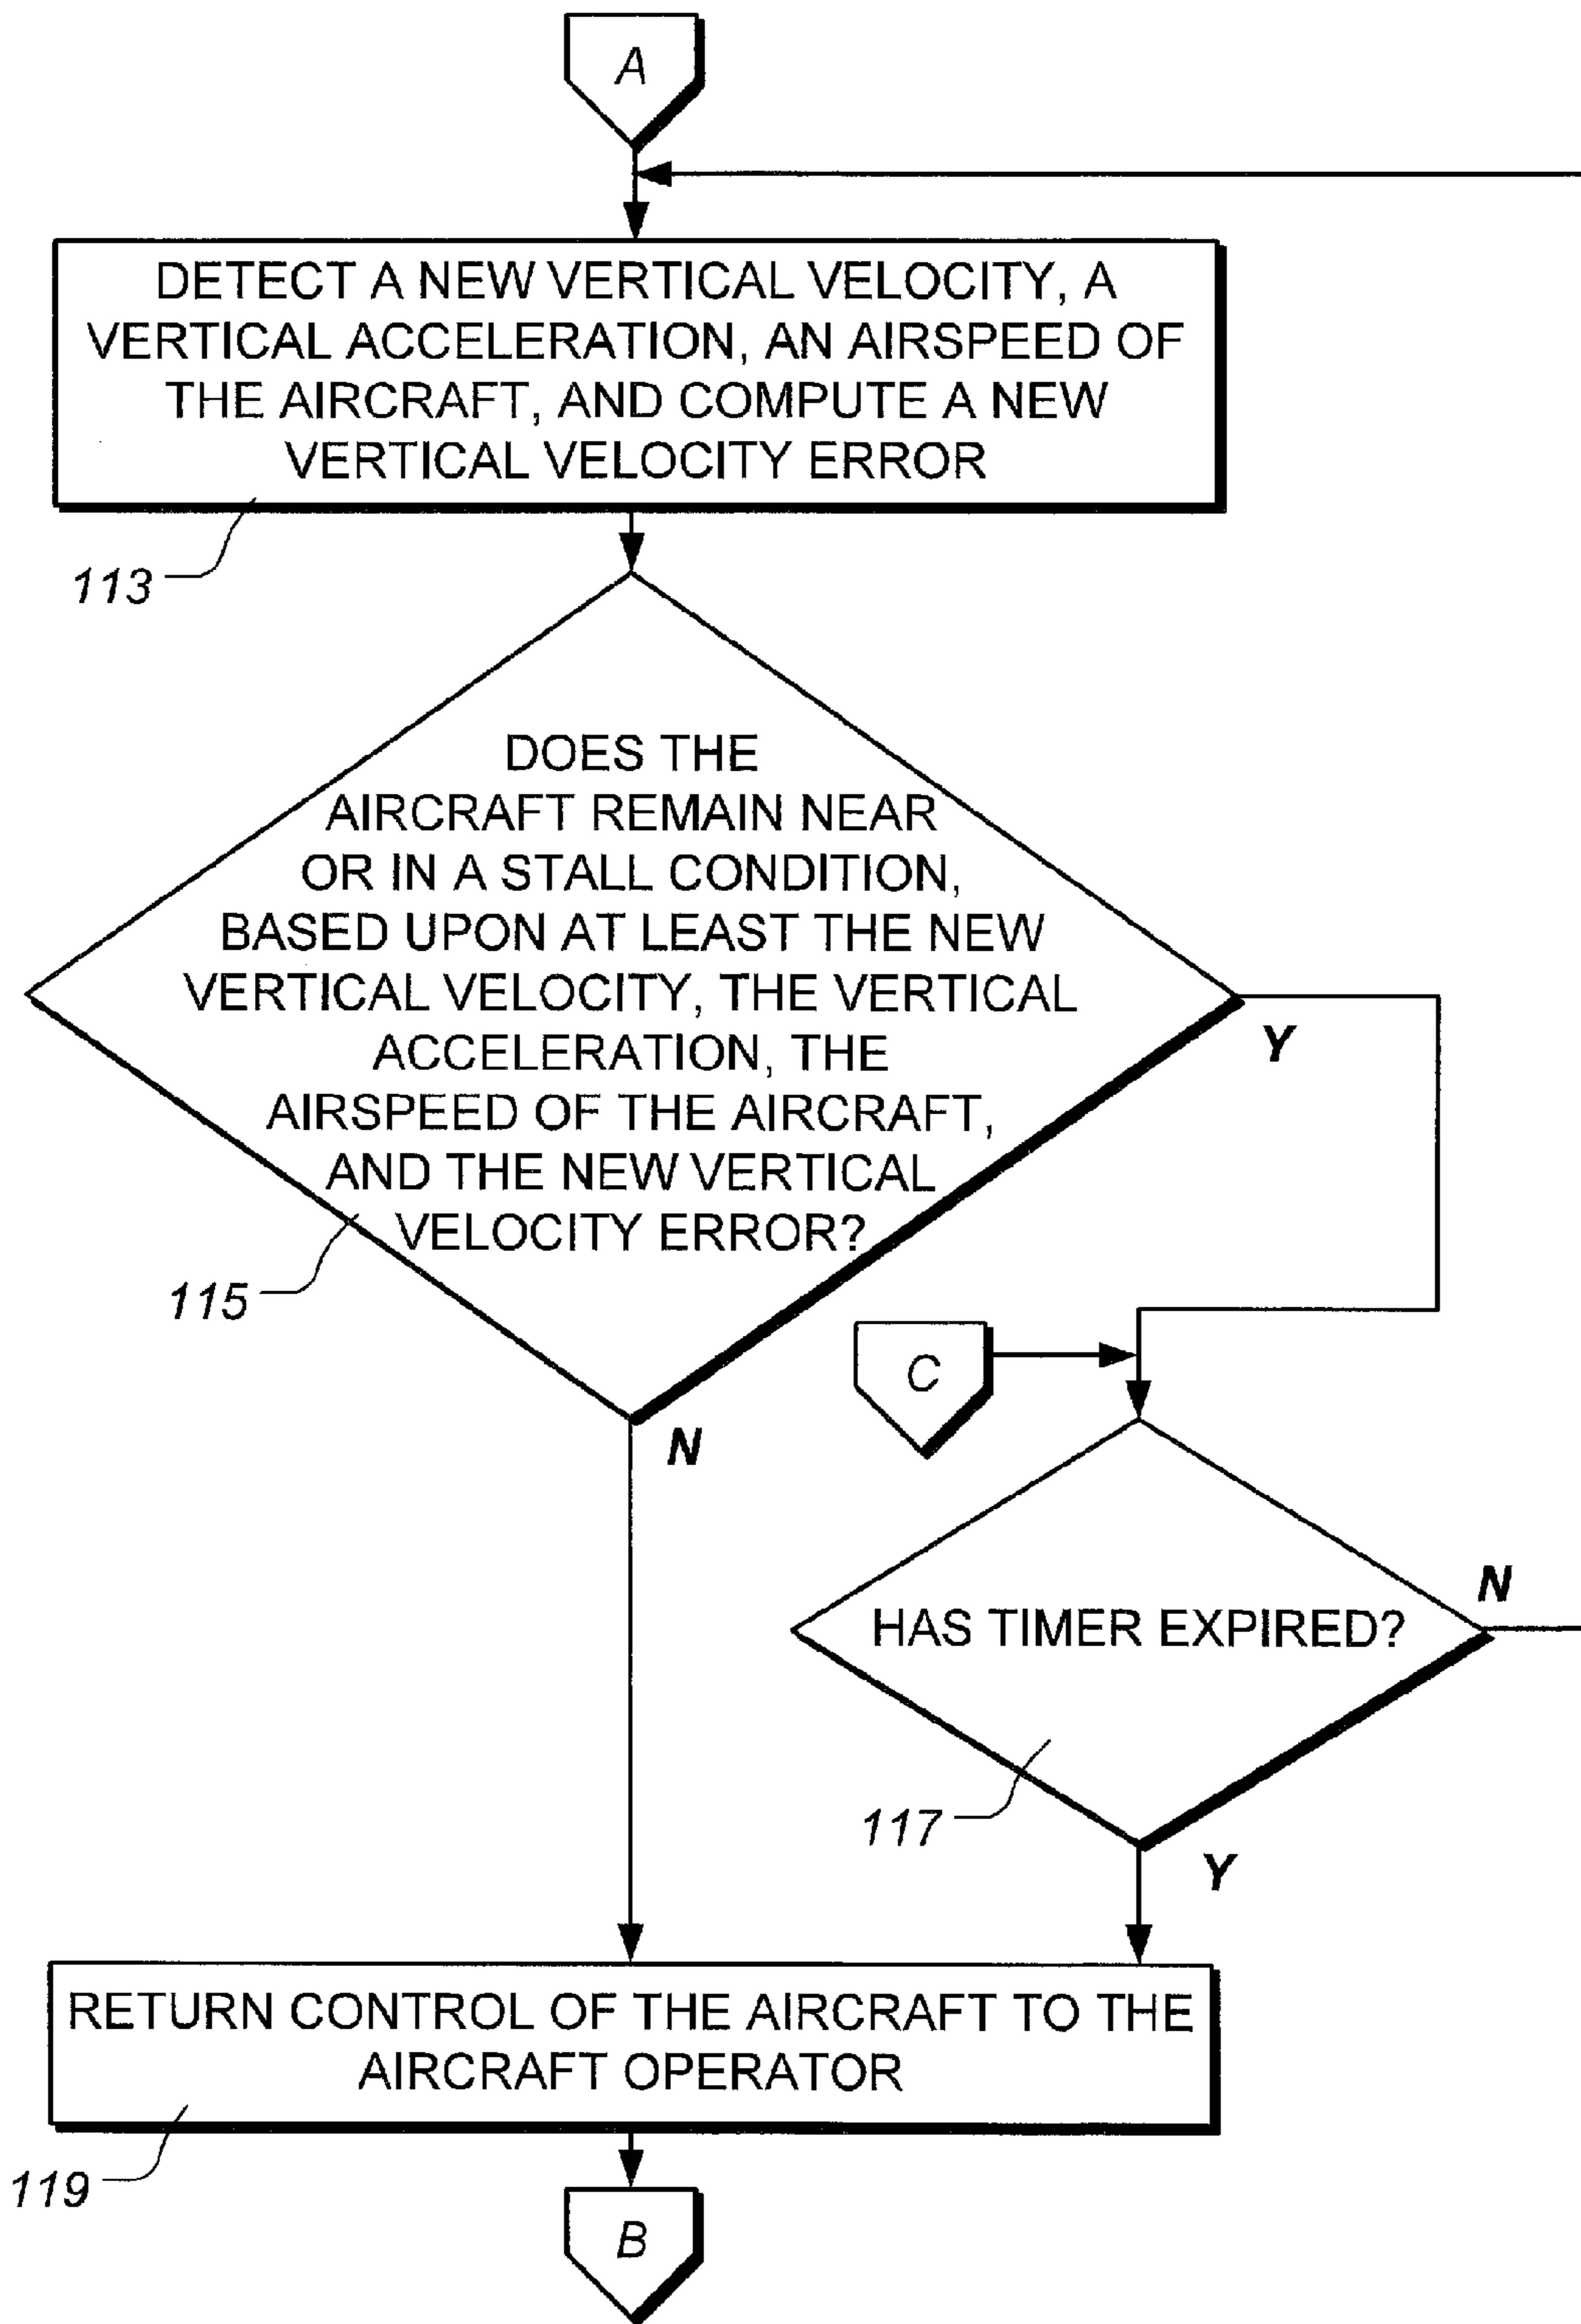 A
DETECT A NEW VERTICAL VELOCITY, A
VERTICAL ACCELERATION, AN AIRSPEED OF
THE AIRCRAFT, AND COMPUTE A NEW
VERTICAL VELOCITY ERROR
113
DOES THE
AIRCRAFT REMAIN NEAR
OR IN A STALL CONDITION,
BASED UPON AT LEAST THE NEW
VERTICAL VELOCITY, THE VERTICAL
ACCELERATION, THE
AIRSPEED OF THE AIRCRAFT,
AND THE NEW VERTICAL
VELOCITY ERROR?
Y
115
C
N
HAS TIMER EXPIRED?
N
117
Y
RETURN CONTROL OF THE AIRCRAFT TO THE
AIRCRAFT OPERATOR
119
B